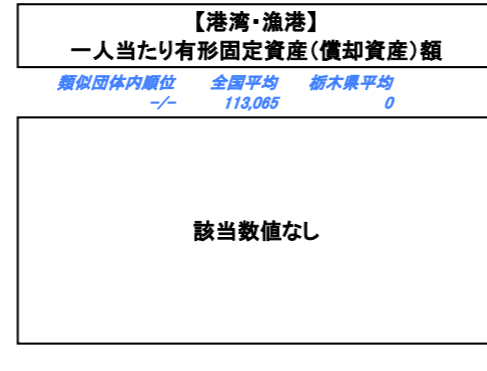 【港湾・漁港】
一人当たり有形固定資産（償却資産）額
類似団体内順位 全国平均 栃木県平均
-/- 113,065 0
該当数値なし